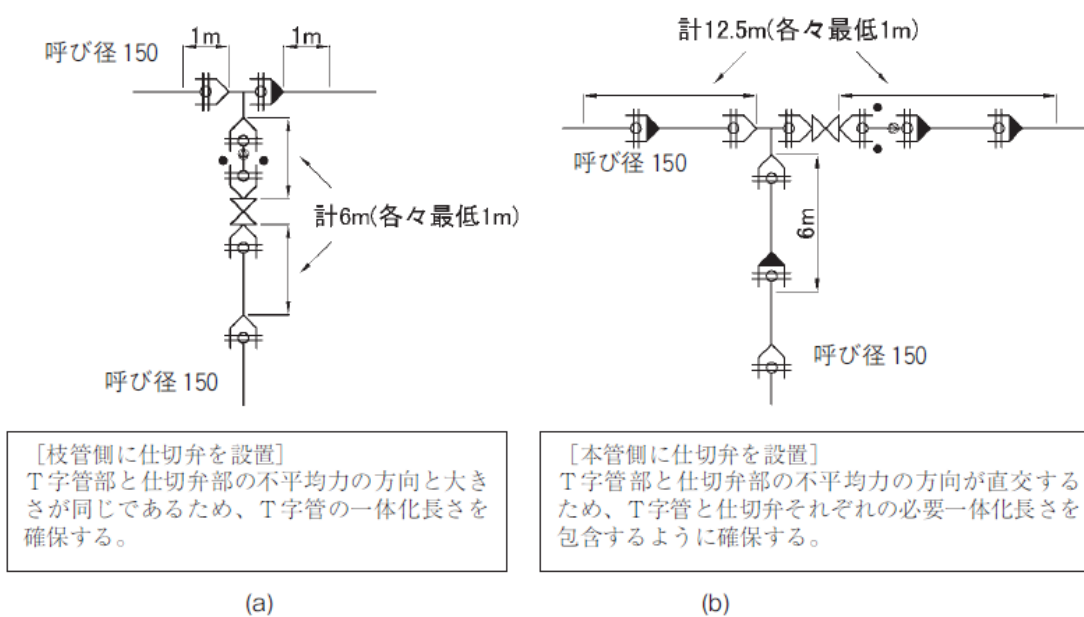 呼び径 150
1m
1m
計6m(各々最低1m)
呼び径 150
[枝管側に仕切弁を設置]
T字管部と仕切弁部の不平均力の方向と大き
さが同じであるため、T字管の一体化長さを
確保する。
(a)
計12.5m(各々最低1m)
呼び径 150
6m
呼び径 150
[本管側に仕切弁を設置]
T字管部と仕切弁部の不平均力の方向が直交する
ため、T字管と仕切弁それぞれの必要一体化長さを
包含するように確保する。
(b)